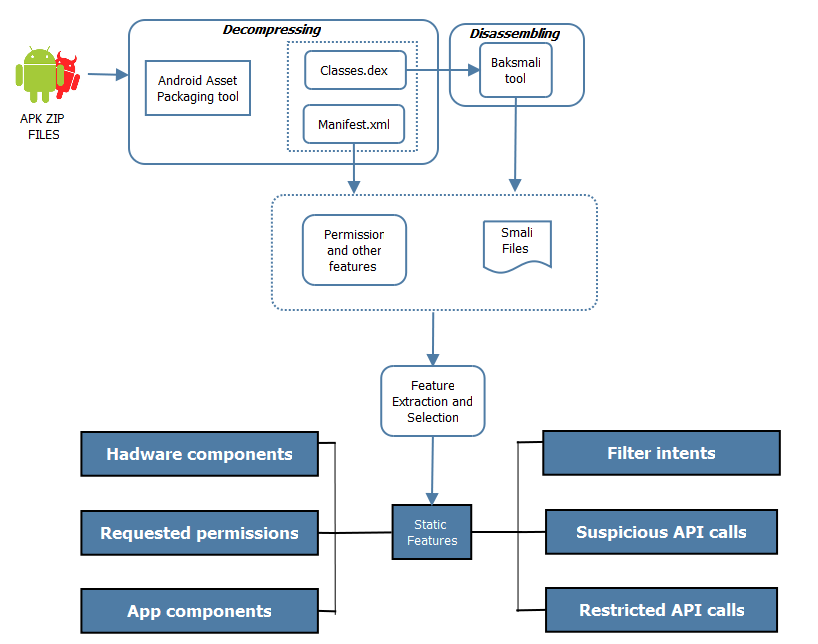 Decompressing
Disassembling
APK ZIP
FILES
Android Asset
Packaging tool
Classes.dex
Manifest.xml
Baksmali
tool
Permissior
and other
features
Smali
Files
Feature
Extraction and
Selection
Hadware components
Requested permissions
App components
Static
Features
Filter intents
Suspicious API calls
Restricted API calls